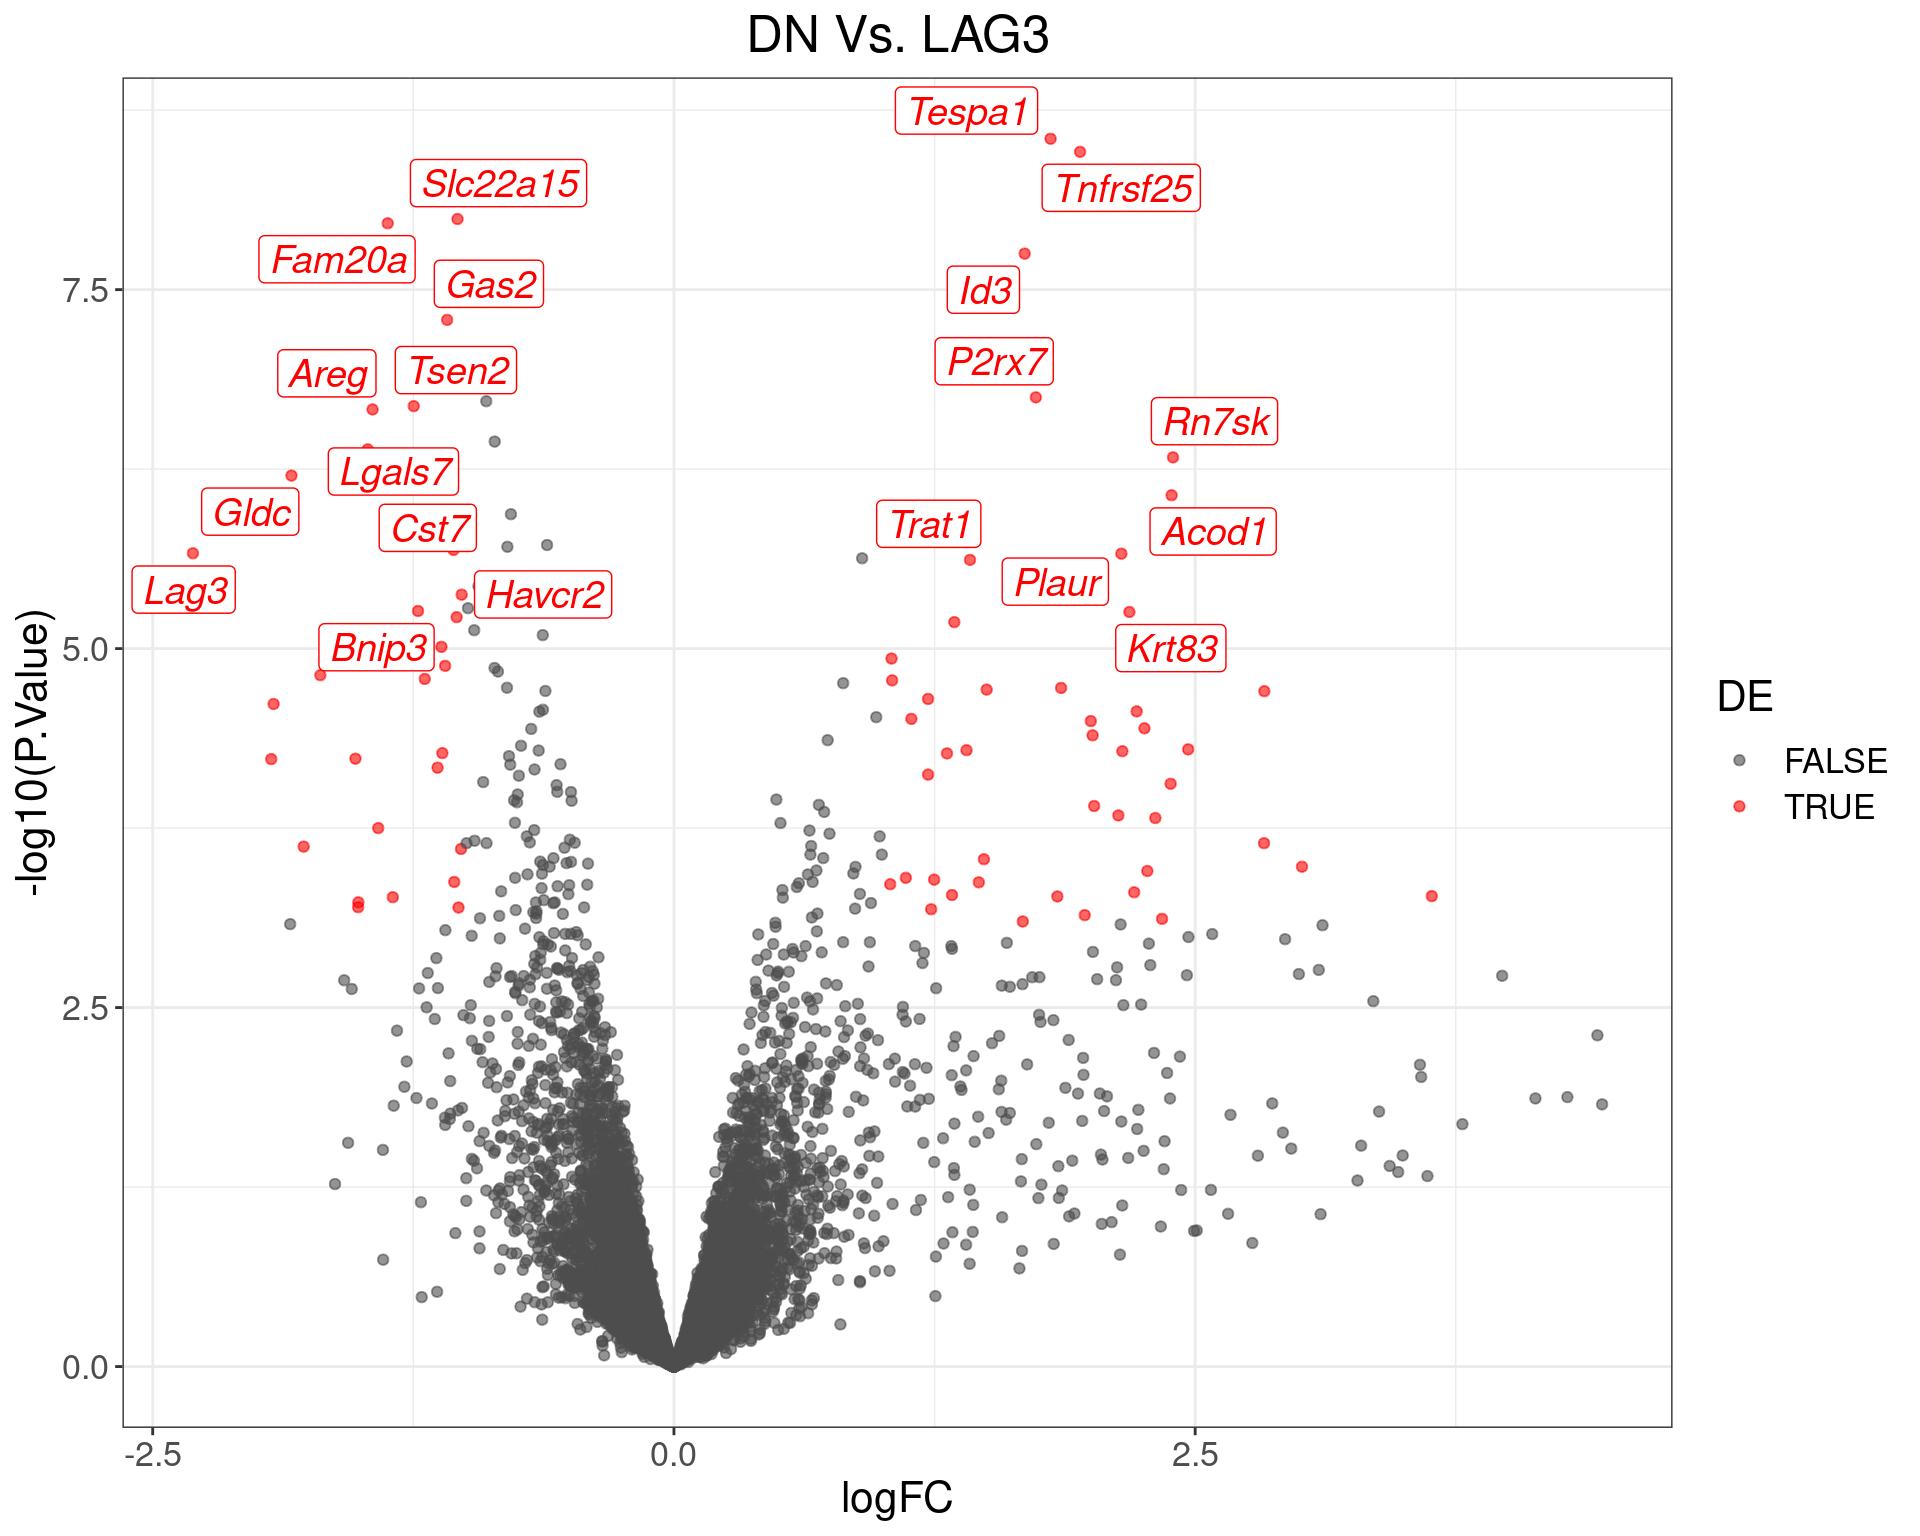 DN Vs. LAG3
Tespa1
Slc22a15
Tnfrsf25
Fam20a
Gas2
Id3
7.5
Areg
Tsen2
P2rx7
Rn7sk
Lgals7
Gldc
Cst7
Trat1
Acod1
Lag3
Havcr2
Plaur
Bnip3
Krt83
5.0
2.5
0.0
-log10(P.Value)
-2.5
0.0
2.5
logFC
DE
FALSE
TRUE